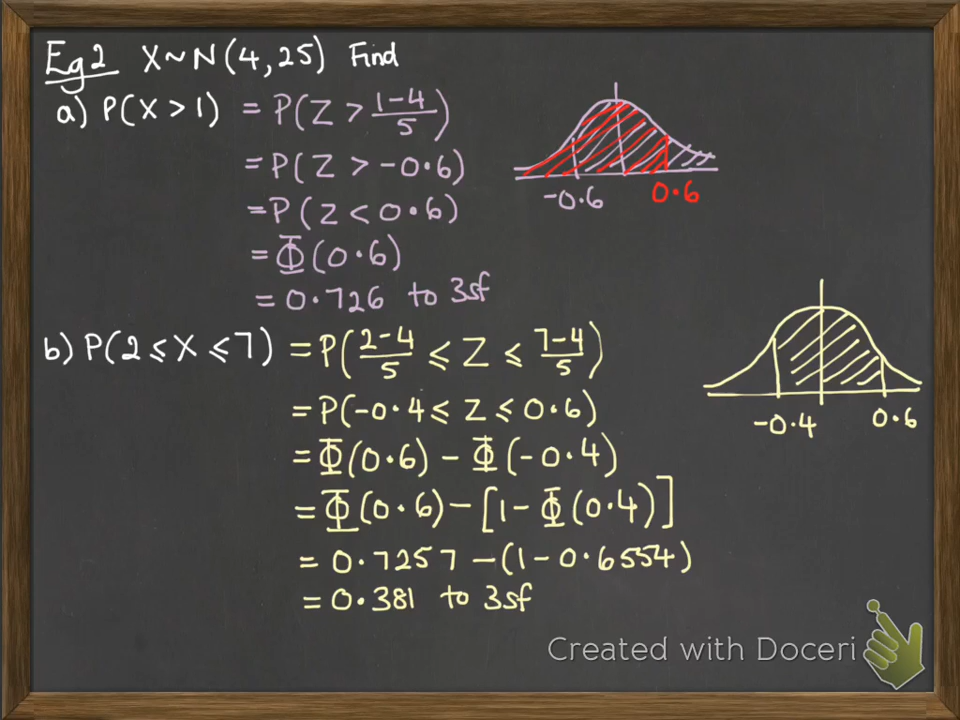 Eg2 X~N(4,25) Find
a) P(X>1) = P(Z > (1-4)/5)
= P(Z > -0.6)
= P(Z < 0.6)
= Φ(0.6)
= 0.726 to 3sf
-0.6 0.6
b) P(2 ≤ X ≤ 7) = P((2-4)/5 ≤ Z ≤ (7-4)/5)
= P(-0.4 ≤ Z ≤ 0.6)
= Φ(0.6) - Φ(-0.4)
= Φ(0.6) - [1 - Φ(0.4)]
= 0.7257 - (1 - 0.6554)
= 0.381 to 3sf
-0.4 0.6
Created with Doceri